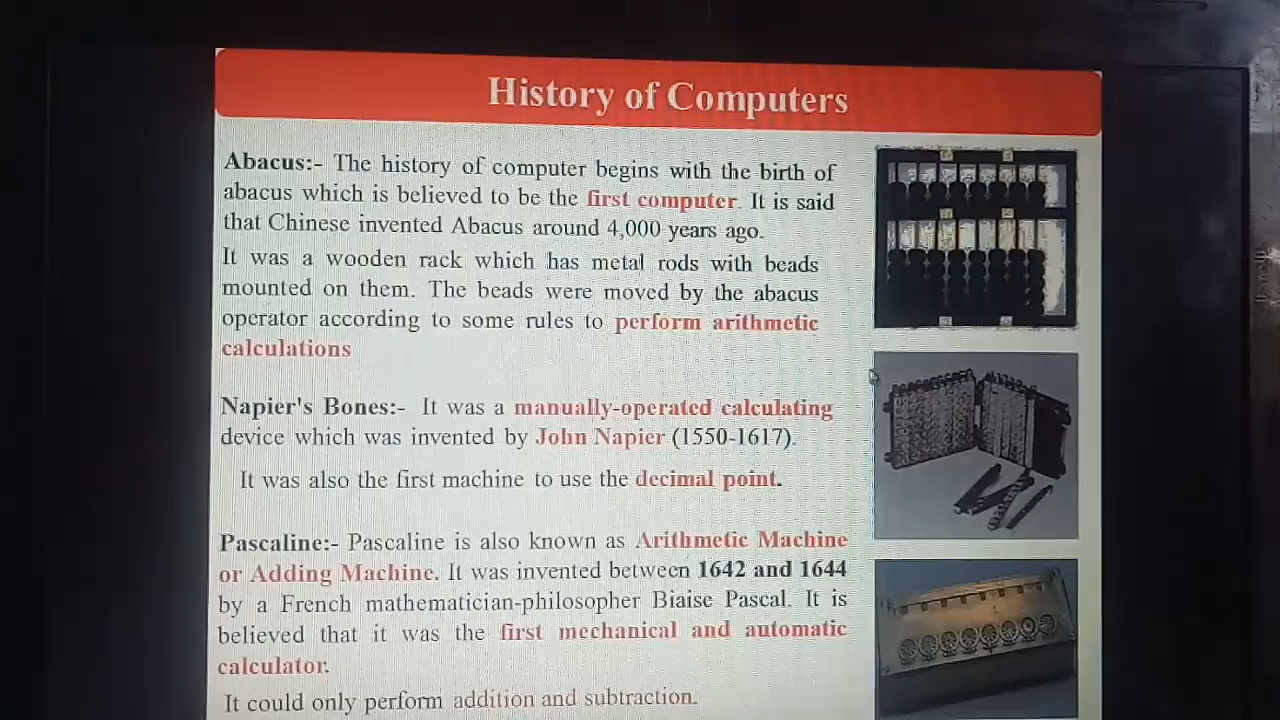 History of Computers
Abacus:- The history of computer begins with the birth of
abacus which is believed to be the first computer. It is said
that Chinese invented Abacus around 4,000 years ago.
It was a wooden rack which has metal rods with beads
mounted on them. The beads were moved by the abacus
operator according to some rules to perform arithmetic
calculations
Napier's Bones:- It was a manually-operated calculating
device which was invented by John Napier (1550-1617).
It was also the first machine to use the decimal point.
Pascaline:- Pascaline is also known as Arithmetic Machine
or Adding Machine. It was invented between 1642 and 1644
by a French mathematician-philosopher Biaise Pascal. It is
believed that it was the first mechanical and automatic
calculator.
It could only perform addition and subtraction.